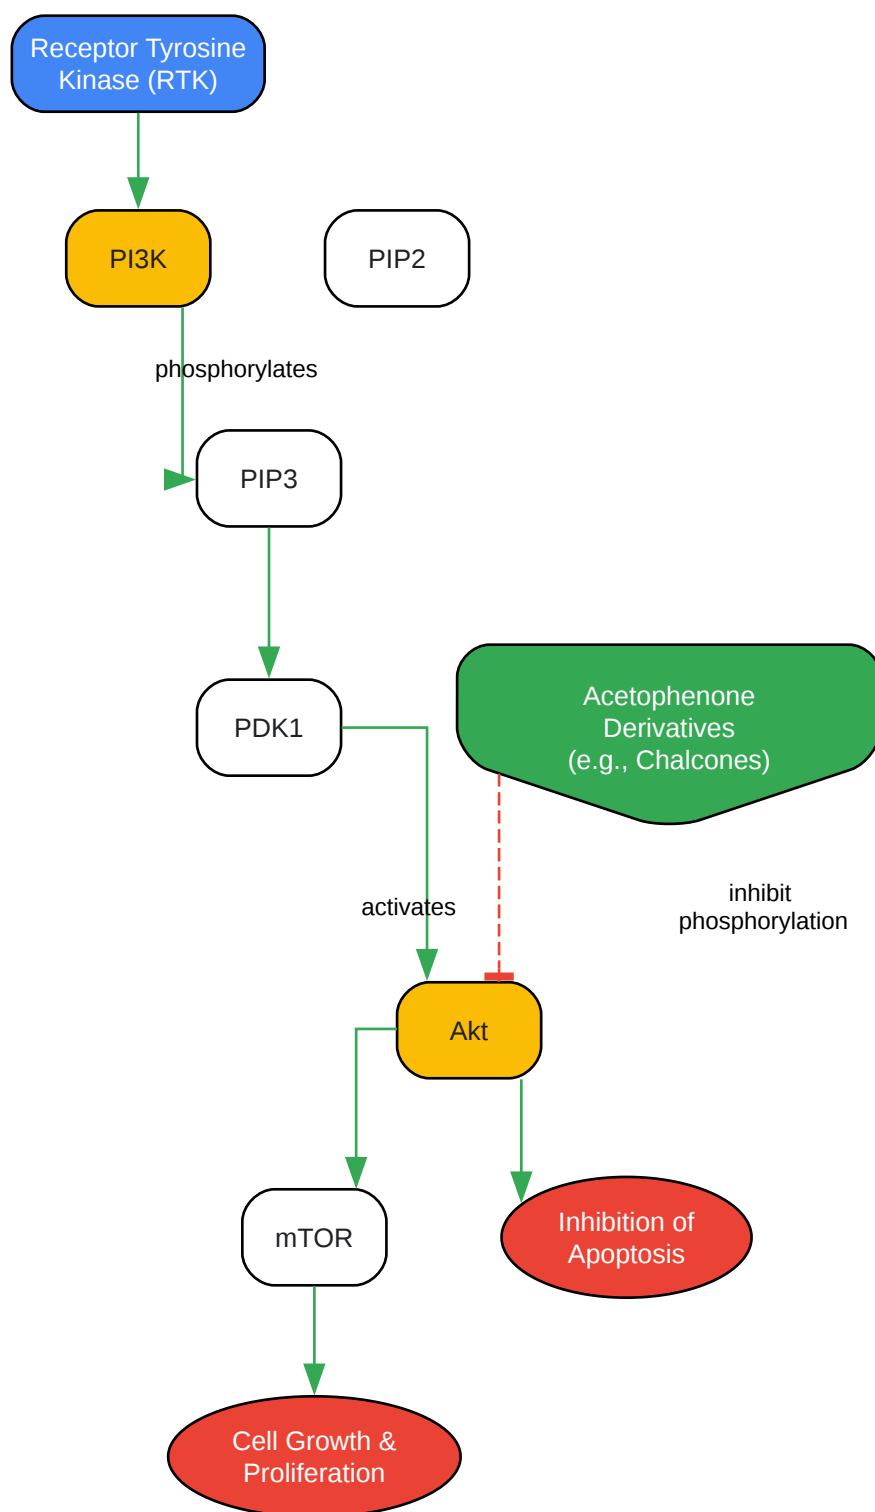 Receptor Tyrosine
Kinase (RTK)
PI3K
PIP2
phosphorylates
PIP3
PDK1
Acetophenone
Derivatives
(e.g., Chalcones)
activates
inhibit
phosphorylation
Akt
mTOR
Inhibition of
Apoptosis
Cell Growth &
Proliferation